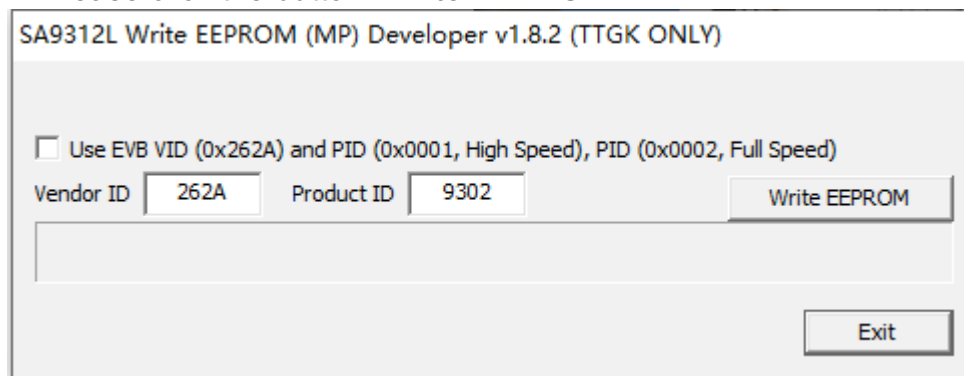 SA9312L Write EEPROM (MP) Developer v1.8.2 (TTGK ONLY)
Use EVB VID (0x262A) and PID (0x0001, High Speed), PID (0x0002, Full Speed)
Vendor ID 262A Product ID 9302 Write EEPROM
Exit